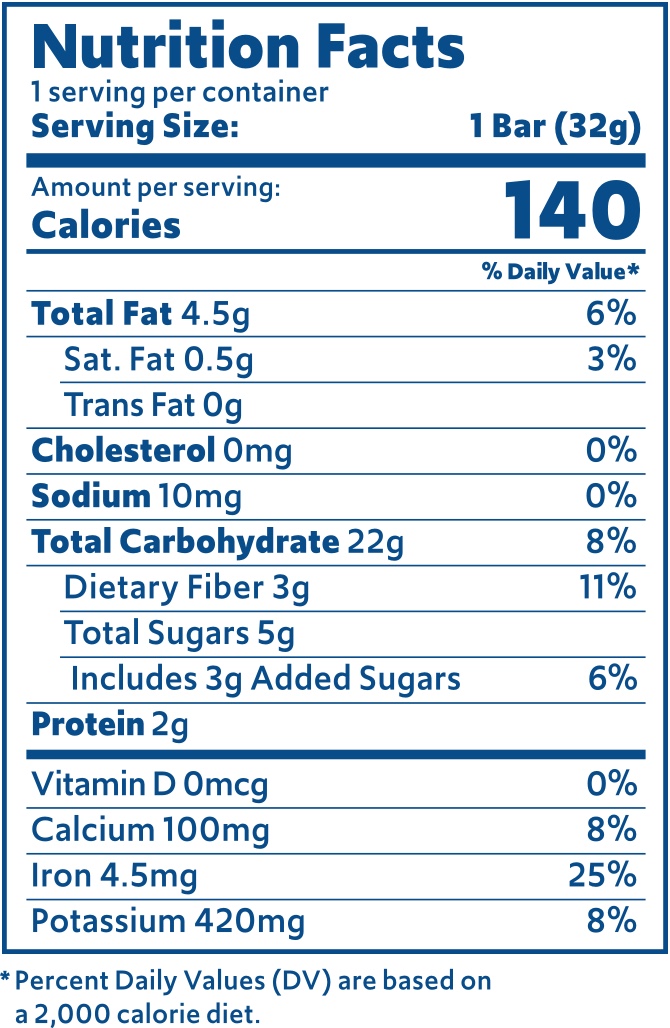 Nutrition Facts
1 serving per container
Serving Size: 1 Bar (32g)
Amount per serving:
Calories 140
% Daily Value*
Total Fat 4.5g 6%
Sat. Fat 0.5g 3%
Trans Fat 0g
Cholesterol 0mg 0%
Sodium 10mg 0%
Total Carbohydrate 22g 8%
Dietary Fiber 3g 11%
Total Sugars 5g
Includes 3g Added Sugars 6%
Protein 2g
Vitamin D 0mcg 0%
Calcium 100mg 8%
Iron 4.5mg 25%
Potassium 420mg 8%
* Percent Daily Values (DV) are based on
a 2,000 calorie diet.